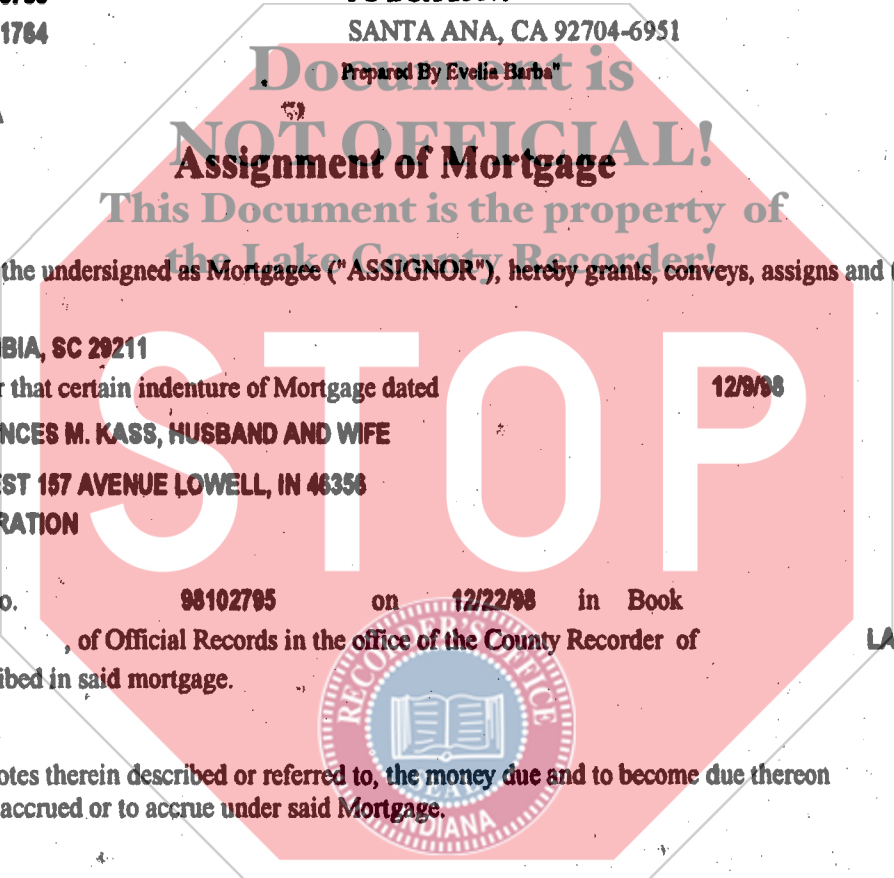 1764
SANTA ANA, CA 92704-6951
Document is
Prepared By Evelia Barba"
NOT OFFICIAL!
Assignment of Mortgage
This Document is the property of
the Lake County Recorder!
the undersigned as Mortgagee ("ASSIGNOR"), hereby grants, conveys, assigns and
BIA, SC 29211
that certain indenture of Mortgage dated 12/9/98
NCES M. KASS, HUSBAND AND WIFE
EST 157 AVENUE LOWELL, IN 46356
RATION
STOP
o. 98102795 on 12/22/98 in Book
, of Official Records in the office of the County Recorder of LA
ibed in said mortgage.
RECORDER'S OFFICE
SEAL
INDIANA
otes therein described or referred to, the money due and to become due thereon
accrued or to accrue under said Mortgage.